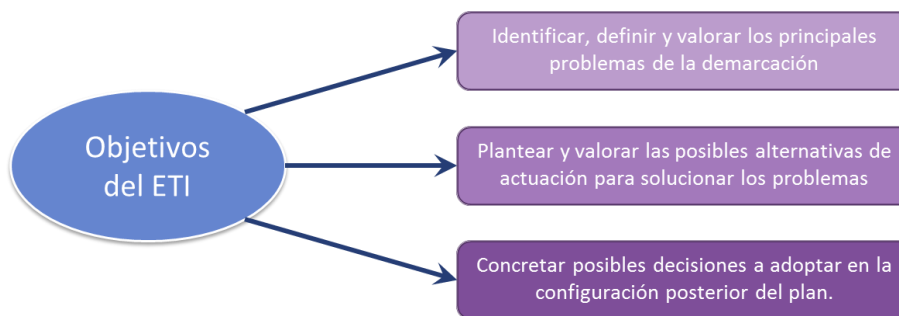 Objetivos
del ETI
Identificar, definir y valorar los principales
problemas de la demarcación
Plantear y valorar las posibles alternativas de
actuación para solucionar los problemas
Concretar posibles decisiones a adoptar en la
configuración posterior del plan.